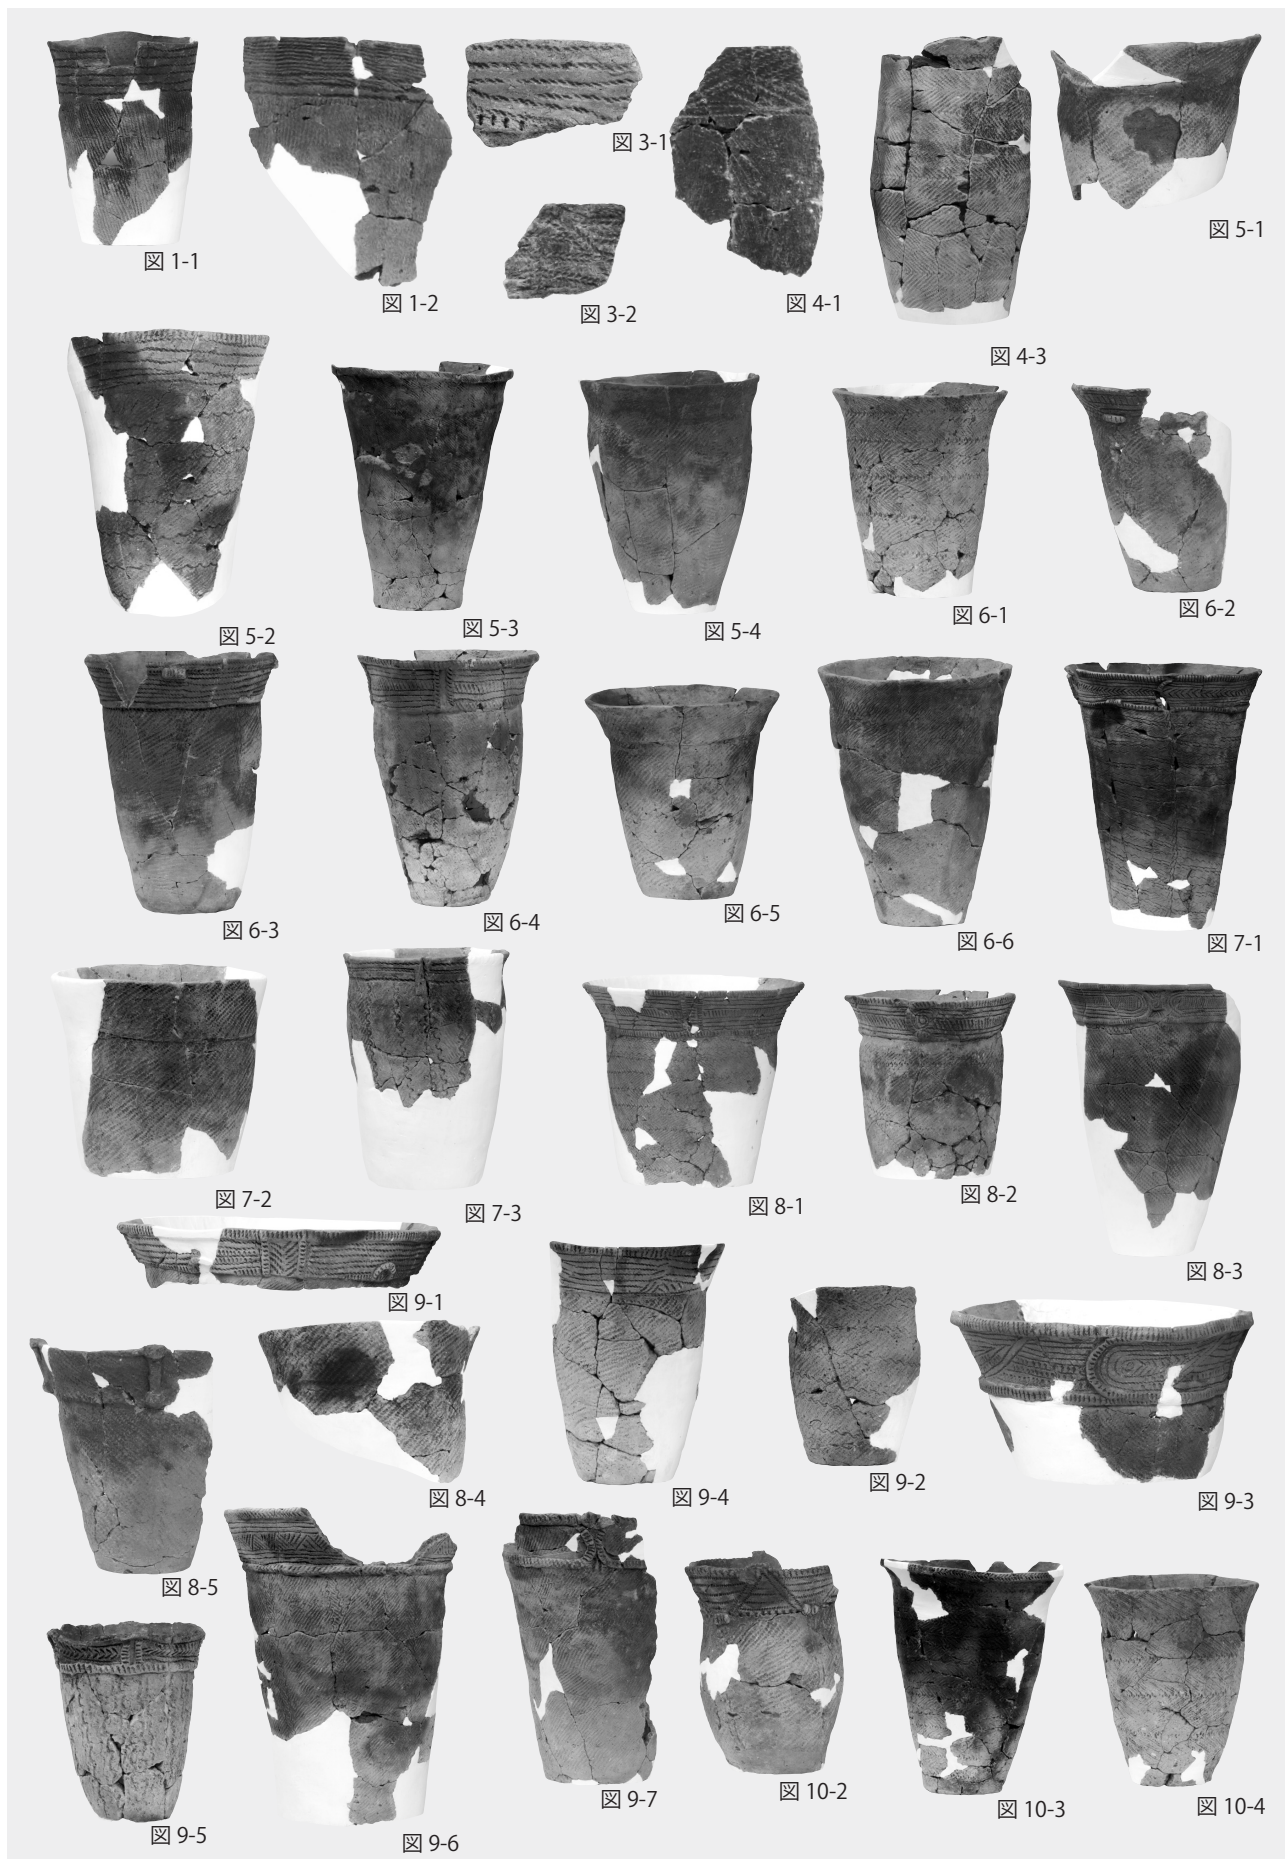 図 1-1
図 1-2
図 3-1
図 3-2
図 4-1
図 4-3
図 5-1
図 5-2
図 5-3
図 5-4
図 6-1
図 6-2
図 6-3
図 6-4
図 6-5
図 6-6
図 7-1
図 7-2
図 7-3
図 8-1
図 8-2
図 8-3
図 9-1
図 8-5
図 8-4
図 9-4
図 9-2
図 9-3
図 9-5
図 9-6
図 9-7
図 10-2
図 10-3
図 10-4